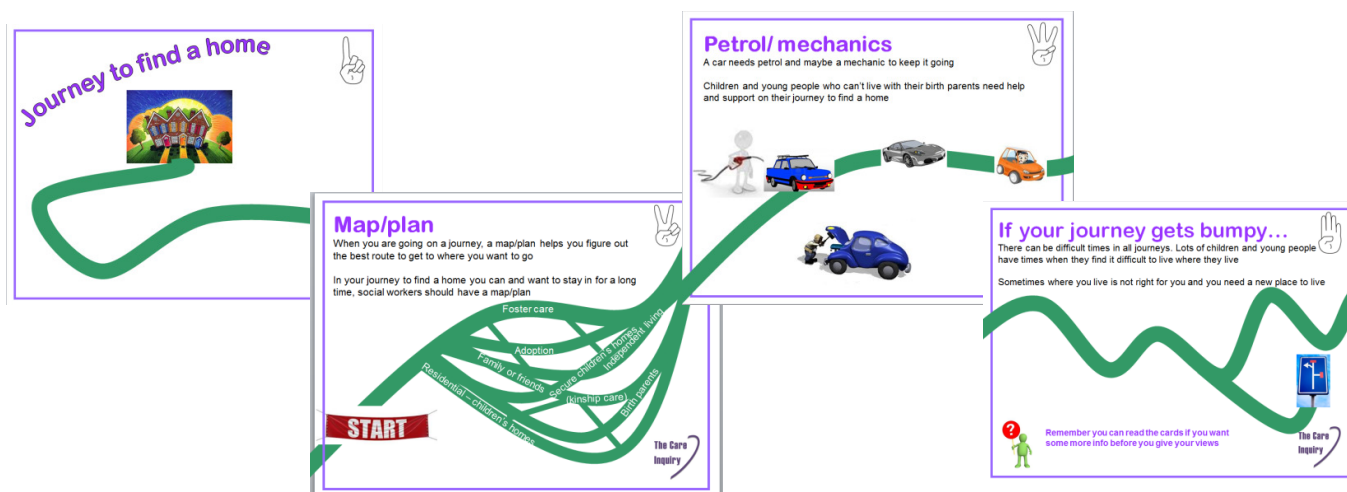 Journey to find a home
1
Map/plan
2
When you are going on a journey, a map/plan helps you figure out
the best route to get to where you want to go
In your journey to find a home you can and want to stay in for a long
time, social workers should have a map/plan
Foster care
Adoption
Family or friends
(kinship care)
Residential – children's homes
Secure children's homes
Independent living
Birth parents
START
The Care
Inquiry
Petrol/ mechanics
3
A car needs petrol and maybe a mechanic to keep it going
Children and young people who can't live with their birth parents need help
and support on their journey to find a home
If your journey gets bumpy…
4
There can be difficult times in all journeys. Lots of children and young people
have times when they find it difficult to live where they live
Sometimes where you live is not right for you and you need a new place to live
?
Remember you can read the cards if you want
some more info before you give your views
The Care
Inquiry